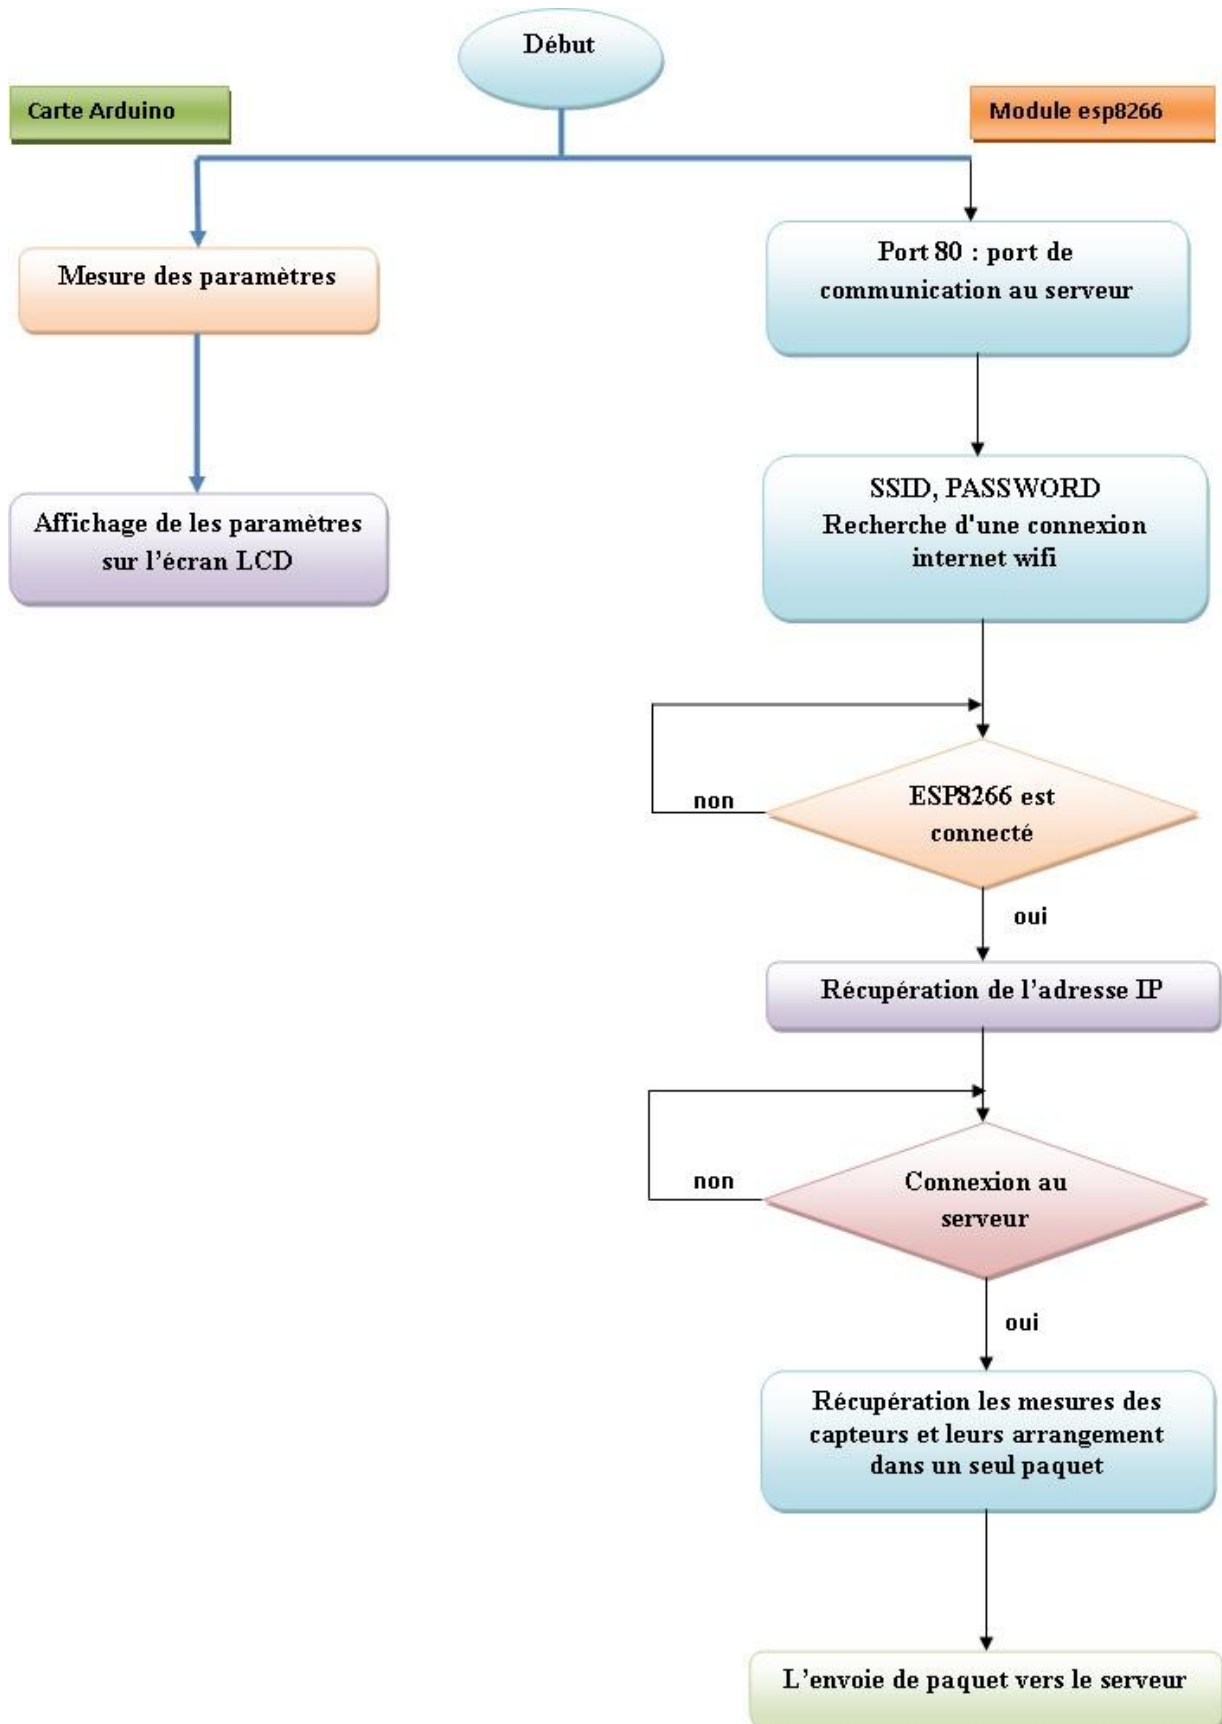 Début
Carte Arduino
Module esp8266
Mesure des paramètres
Affichage de les paramètres
sur l'écran LCD
Port 80 : port de
communication au serveur
SSID, PASSWORD
Recherche d'une connexion
internet wifi
non
ESP8266 est
connecté
oui
Récupération de l'adresse IP
non
Connexion au
serveur
oui
Récupération les mesures des
capteurs et leurs arrangement
dans un seul paquet
L'envoie de paquet vers le serveur